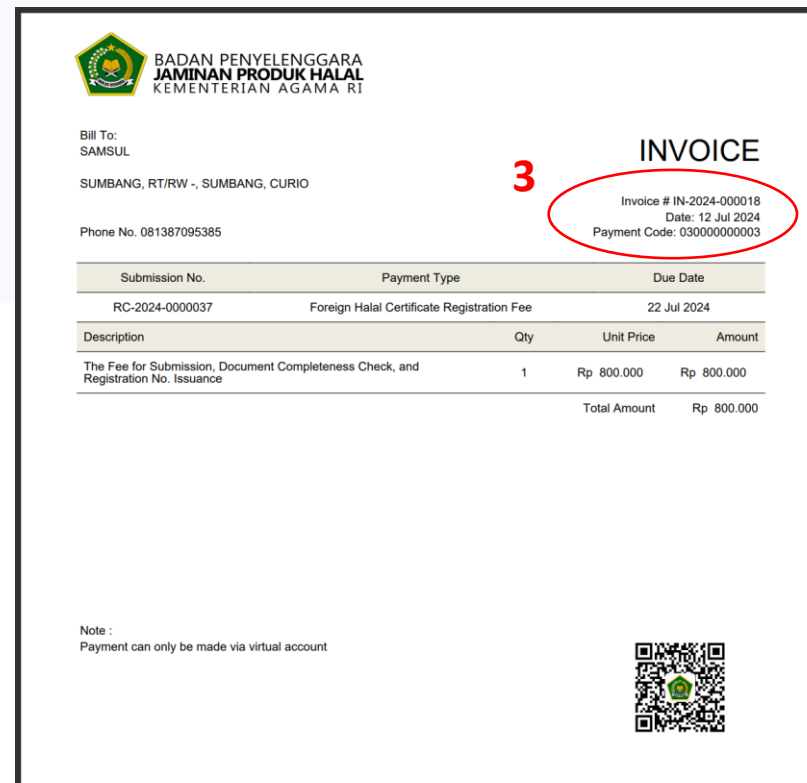 BADAN PENYELENGGARA
JAMINAN PRODUK HALAL
KEMENTERIAN AGAMA RI
Bill To:
SAMSUL
INVOICE
SUMBANG, RT/RW -, SUMBANG, CURIO
3
Invoice # IN-2024-000018
Date: 12 Jul 2024
Phone No. 081387095385
Payment Code: 030000000003
Submission No. Payment Type Due Date
RC-2024-0000037 Foreign Halal Certificate Registration Fee 22 Jul 2024
Description Qty Unit Price Amount
The Fee for Submission, Document Completeness Check, and
Registration No. Issuance
1 Rp 800.000 Rp 800.000
Total Amount Rp 800.000
Note :
Payment can only be made via virtual account